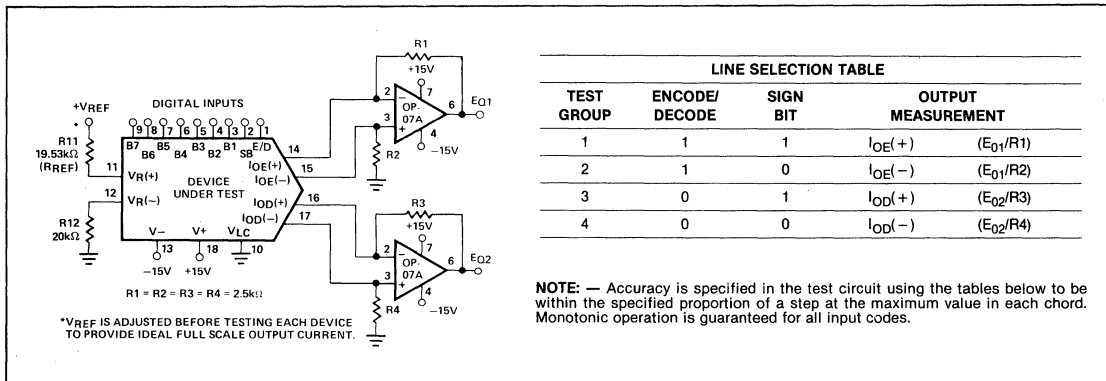 R1
+15V
7
2
−
OP-
07A
6
EO1
3
+
4
−15V
R2
DIGITAL INPUTS
+VREF
*
R11
19.53kΩ
(RREF)
9 8 7 6 5 4 3 2 1
B7 B5 B3 B1 E/D
B6 B4 B2 SB
IOE(+)
14
IOE(−)
15
IOD(+)
16
IOD(−)
17
11
VR(+)
DEVICE
UNDER TEST
12
VR(−)
R12
20kΩ
V− V+ VLC
13 18 10
−15V +15V
R3
+15V
7
2
−
OP-
07A
6
EO2
3
+
4
−15V
R4
R1 = R2 = R3 = R4 = 2.5kΩ
*VREF IS ADJUSTED BEFORE TESTING EACH DEVICE
TO PROVIDE IDEAL FULL SCALE OUTPUT CURRENT.
LINE SELECTION TABLE
TEST GROUP ENCODE/ DECODE SIGN BIT OUTPUT MEASUREMENT
1 1 1 IOE(+) (E01/R1)
2 1 0 IOE(−) (E01/R2)
3 0 1 IOD(+) (E02/R3)
4 0 0 IOD(−) (E02/R4)
NOTE: — Accuracy is specified in the test circuit using the tables below to be
within the specified proportion of a step at the maximum value in each chord.
Monotonic operation is guaranteed for all input codes.